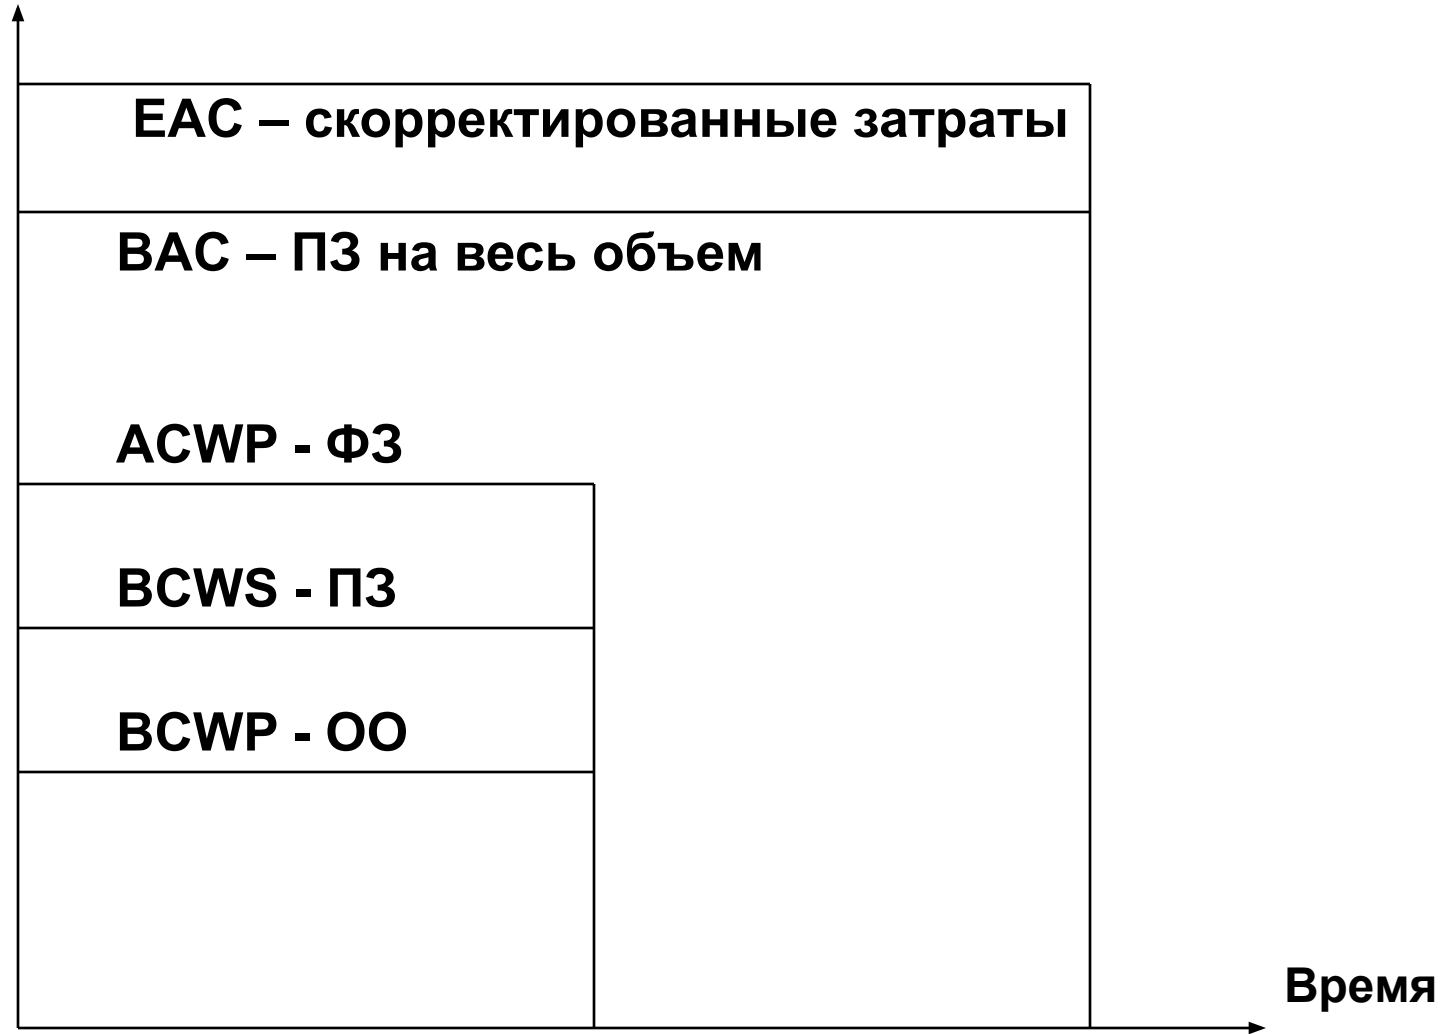 EAC – скорректированные затраты
BAC – ПЗ на весь объем
ACWP - ФЗ
BCWS - ПЗ
BCWP - ОО
Время